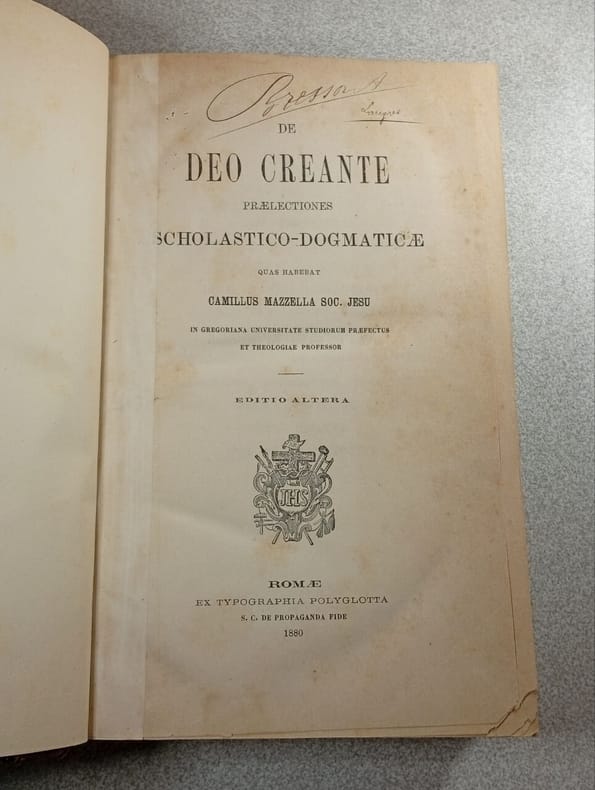 Bresson A
DE
DEO CREANTE
PRÆLECTIONES
SCHOLASTICO-DOGMATICÆ
QUAS HABEBAT
CAMILLUS MAZZELLA SOC. JESU
IN GREGORIANA UNIVERSITATE STUDIORUM PRÆFECTUS
ET THEOLOGIAE PROFESSOR
EDITIO ALTERA
IHS
ROMÆ
EX TYPOGRAPHIA POLYGLOTTA
S. C. DE PROPAGANDA FIDE
1880